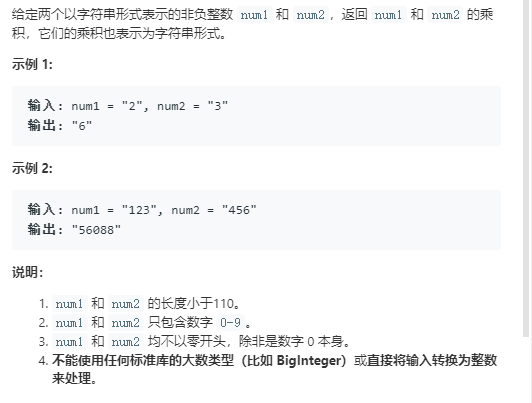 给定两个以字符串形式表示的非负整数 num1 和 num2，返回 num1 和 num2 的乘
积，它们的乘积也表示为字符串形式。
示例 1:
输入: num1 = "2", num2 = "3"
输出: "6"
示例 2:
输入: num1 = "123", num2 = "456"
输出: "56088"
说明：
1. num1 和 num2 的长度小于110。
2. num1 和 num2 只包含数字 0-9。
3. num1 和 num2 均不以零开头，除非是数字 0 本身。
4. 不能使用任何标准库的大数类型（比如 BigInteger）或直接将输入转换为整数
来处理。